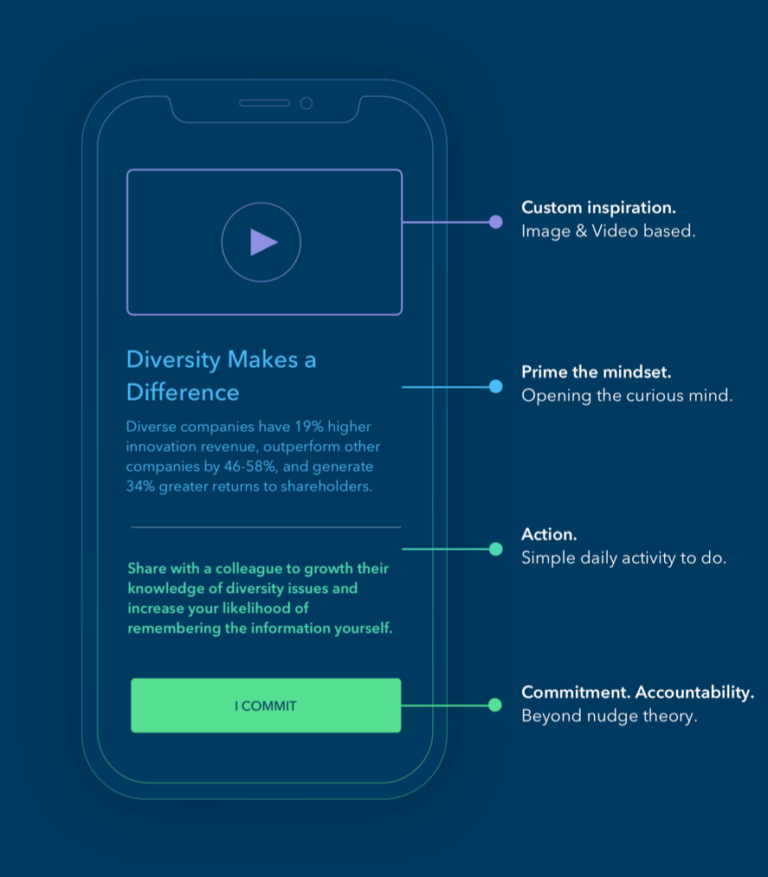 Custom inspiration.
Image & Video based.
Diversity Makes a
Difference
Diverse companies have 19% higher
innovation revenue, outperform other
companies by 46-58%, and generate
34% greater returns to shareholders.
Prime the mindset.
Opening the curious mind.
Share with a colleague to growth their
knowledge of diversity issues and
increase your likelihood of
remembering the information yourself.
Action.
Simple daily activity to do.
I COMMIT
Commitment. Accountability.
Beyond nudge theory.